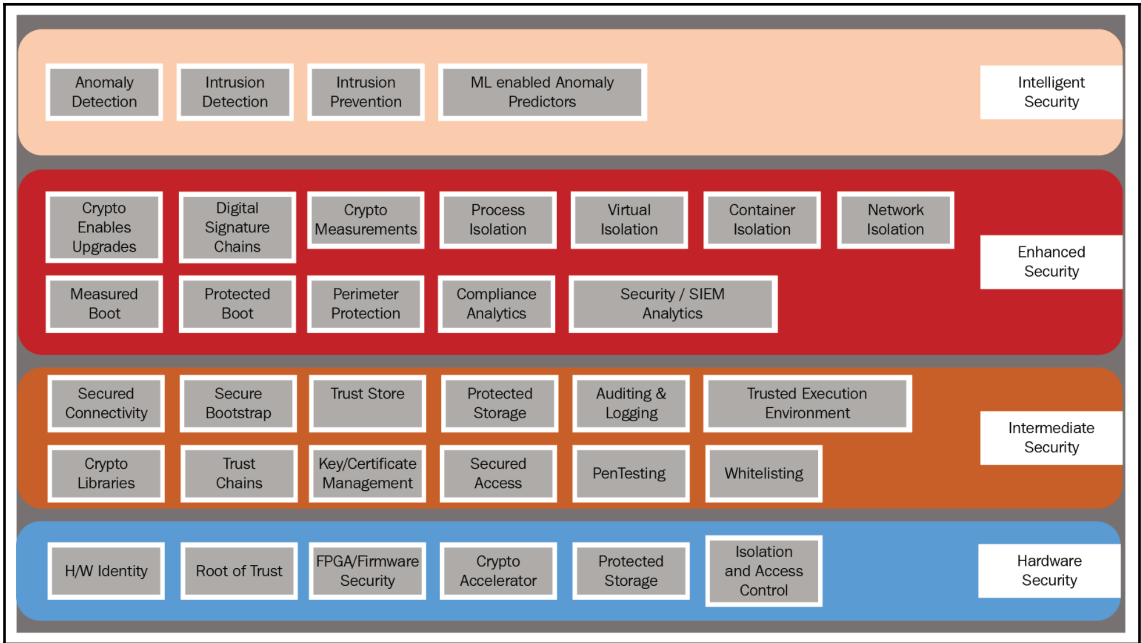 Anomaly
Detection
Intrusion
Detection
Intrusion
Prevention
ML enabled Anomaly
Predictors
Intelligent
Security
Crypto
Enables
Upgrades
Digital
Signature
Chains
Crypto
Measurements
Process
Isolation
Virtual
Isolation
Container
Isolation
Network
Isolation
Measured
Boot
Protected
Boot
Perimeter
Protection
Compliance
Analytics
Security / SIEM
Analytics
Enhanced
Security
Secured
Connectivity
Secure
Bootstrap
Trust Store
Protected
Storage
Auditing &
Logging
Trusted Execution
Environment
Crypto
Libraries
Trust
Chains
Key/Certificate
Management
Secured
Access
PenTesting
Whitelisting
Intermediate
Security
H/W Identity
Root of Trust
FPGA/Firmware
Security
Crypto
Accelerator
Protected
Storage
Isolation
and Access
Control
Hardware
Security